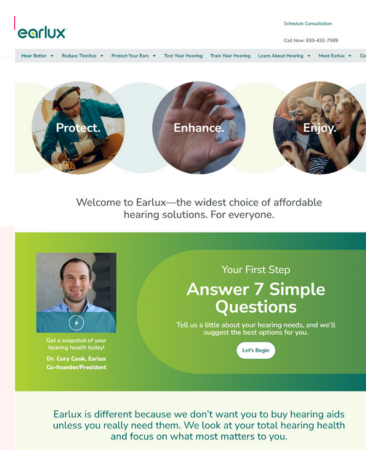 earlux
Schedule Consultation
Call Now: 833-432-7589
Hear Better Reduce Tinnitus Protect Your Ears Test Your Hearing Train Your Hearing Learn About Hearing Meet Earlux
Protect. Enhance. Enjoy.
Welcome to Earlux—the widest choice of affordable
hearing solutions. For everyone.
Your First Step
Answer 7 Simple
Questions
Tell us a little about your hearing needs, and we'll
suggest the best options for you.
Let's Begin
Get a snapshot of your
hearing health today!
Dr. Cory Cook, Earlux
Co-founder/President
Earlux is different because we don't want you to buy hearing aids
unless you really need them. We look at your total hearing health
and focus on what most matters to you.